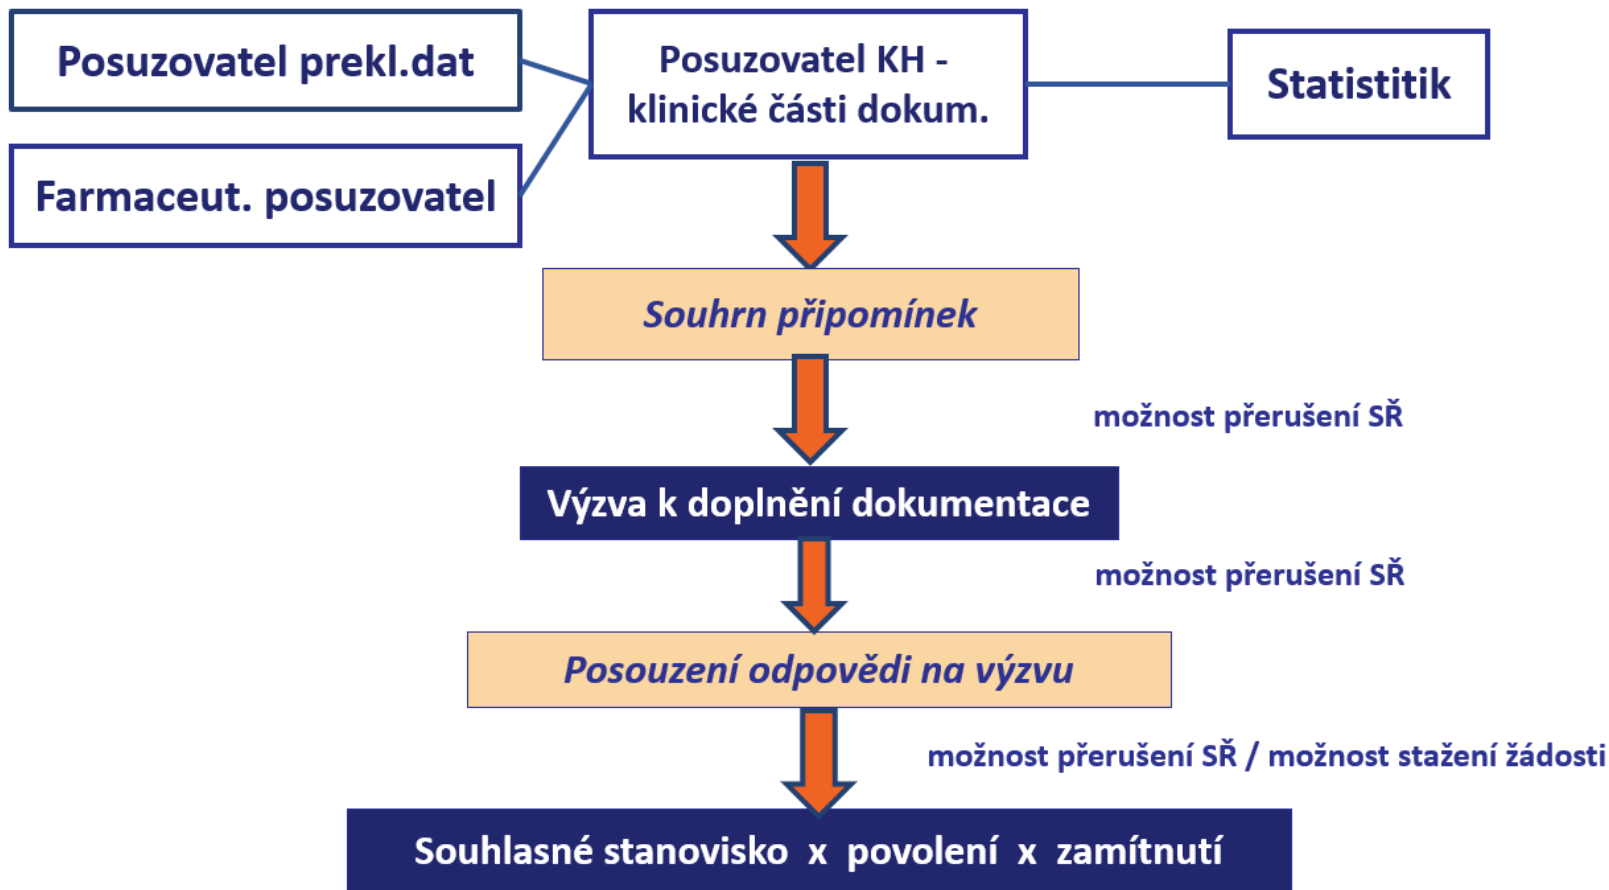 Posuzovatel prekl.dat
Posuzovatel KH -
klinické části dokum.
Statistitik
Farmaceut. posuzovatel
Souhrn připomínek
možnost přerušení SŘ
Výzva k doplnění dokumentace
možnost přerušení SŘ
Posouzení odpovědi na výzvu
možnost přerušení SŘ / možnost stažení žádosti
Souhlasné stanovisko x povolení x zamítnutí